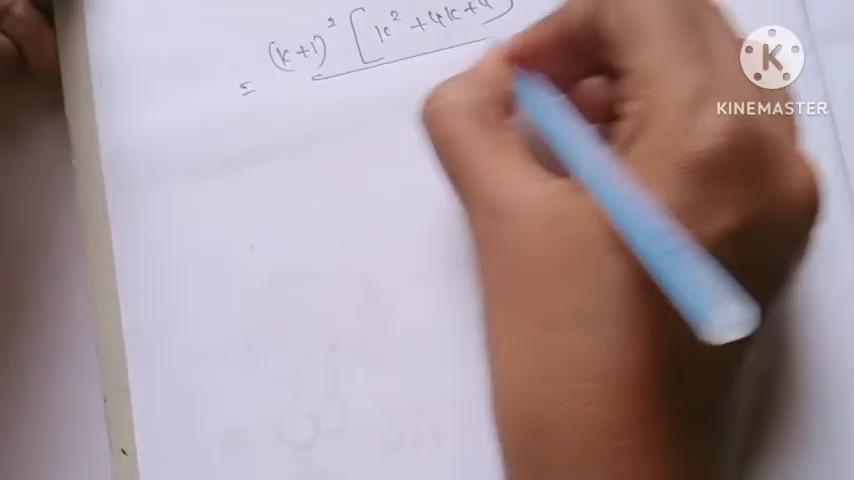 = (k+1)² [k² + 4k + 4]
KINEMASTER